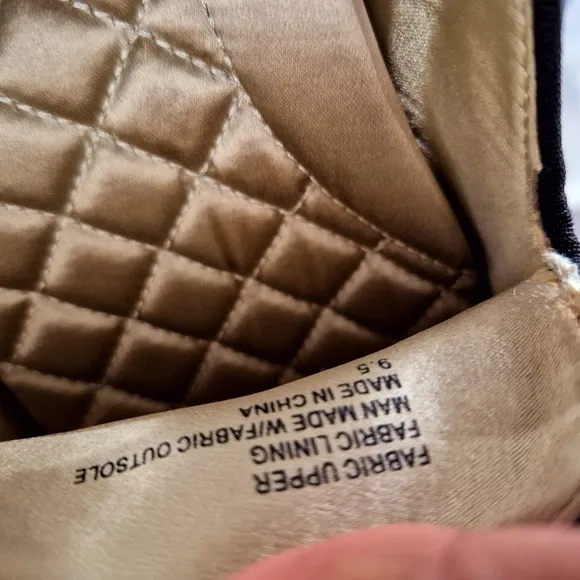 FABRIC UPPER
FABRIC LINING
MAN MADE W/FABRIC OUTSOLE
MADE IN CHINA
9.5